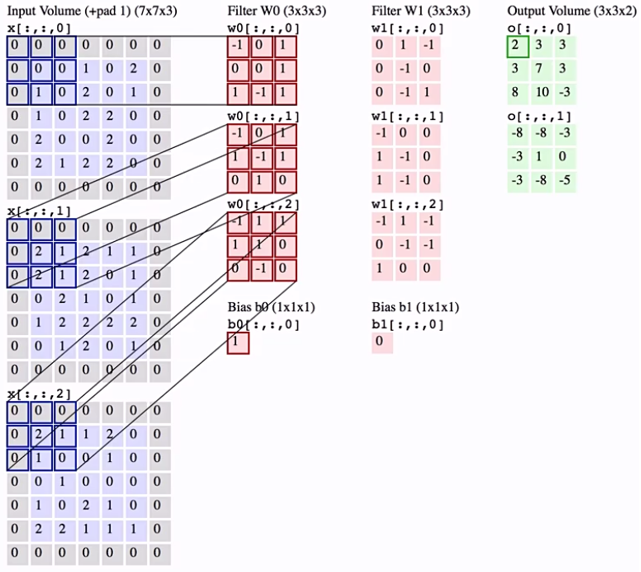 Input Volume (+pad 1) (7x7x3)
x[:,:,0]
0 0 0 0 0 0 0
0 0 0 1 0 2 0
0 1 0 2 0 1 0
0 1 0 2 2 0 0
0 2 0 0 2 0 0
0 2 1 2 2 0 0
0 0 0 0 0 0 0
x[:,:,1]
0 0 0 0 0 0 0
0 2 1 2 1 1 0
0 2 1 2 0 1 0
0 0 2 1 0 1 0
0 1 2 2 2 2 0
0 0 1 2 0 1 0
0 0 0 0 0 0 0
x[:,:,2]
0 0 0 0 0 0 0
0 2 1 1 2 0 0
0 1 0 0 1 0 0
0 0 1 0 0 0 0
0 1 0 2 1 0 0
0 2 2 1 1 1 0
0 0 0 0 0 0 0
Filter W0 (3x3x3)
w0[:,:,0]
-1 0 1
0 0 1
1 -1 1
w0[:,:,1]
-1 0 1
1 -1 1
0 1 0
w0[:,:,2]
-1 1 1
1 1 0
0 -1 0
Bias b0 (1x1x1)
b0[:,:,0]
1
Filter W1 (3x3x3)
w1[:,:,0]
0 1 -1
0 -1 0
0 -1 1
w1[:,:,1]
-1 0 0
1 -1 0
1 -1 0
w1[:,:,2]
-1 1 -1
0 -1 -1
1 0 0
Bias b1 (1x1x1)
b1[:,:,0]
0
Output Volume (3x3x2)
o[:,:,0]
2 3 3
3 7 3
8 10 -3
o[:,:,1]
-8 -8 -3
-3 1 0
-3 -8 -5